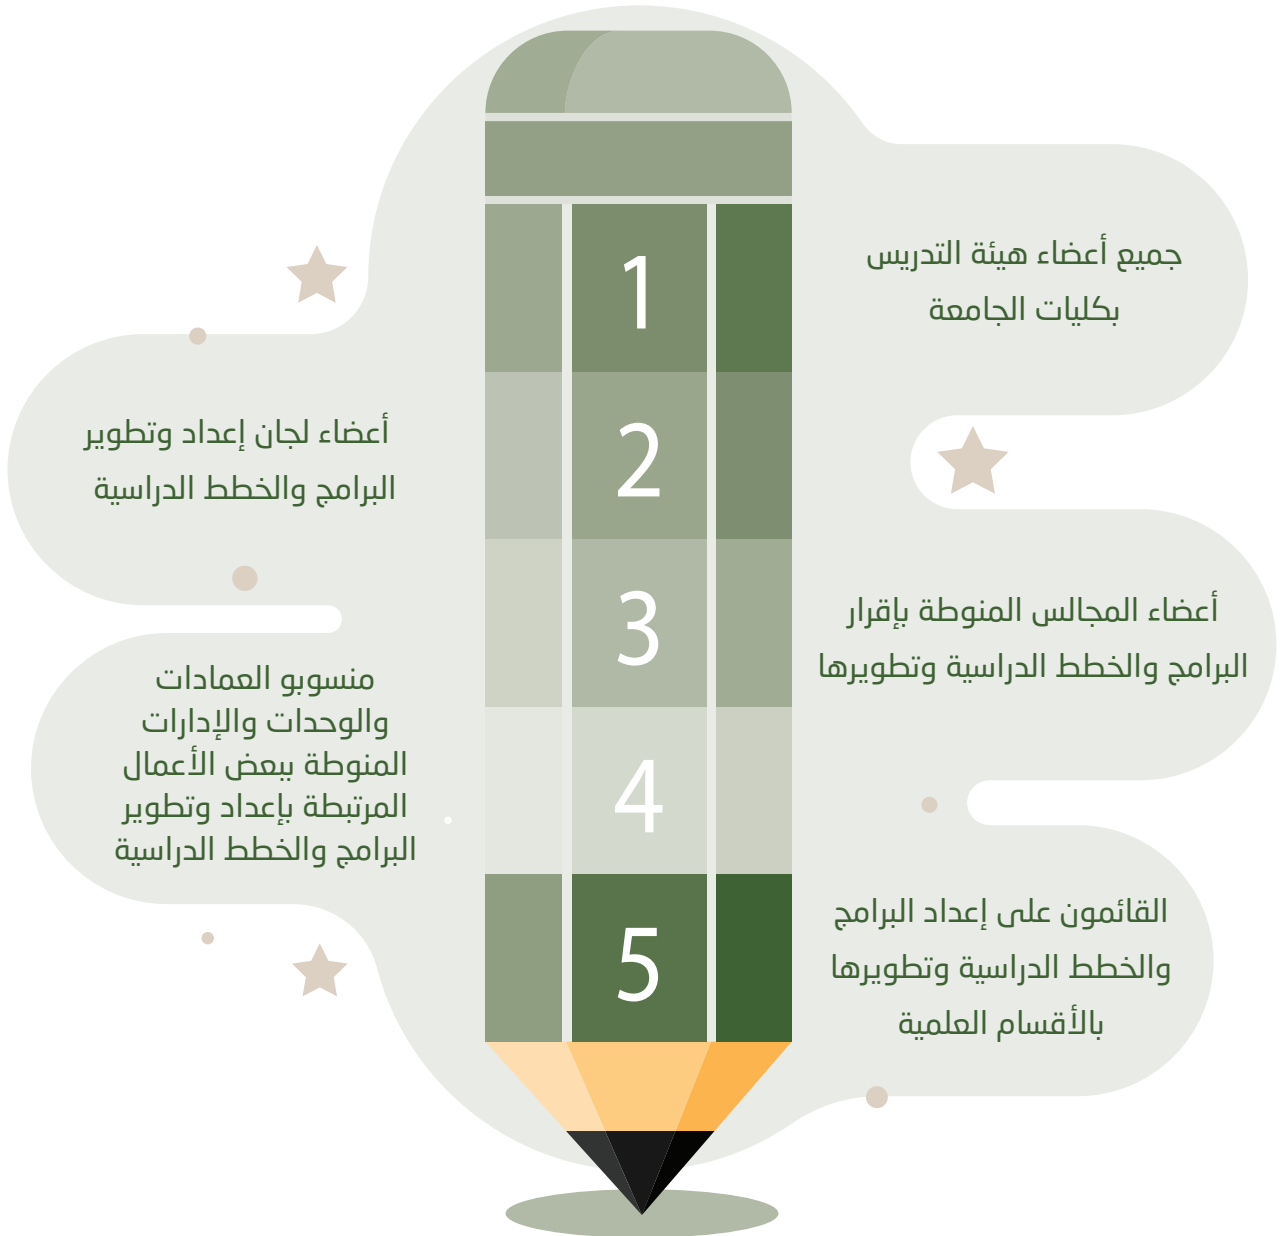 1
جميع أعضاء هيئة التدريس
بكليات الجامعة
2
أعضاء لجان إعداد وتطوير
البرامج والخطط الدراسية
3
أعضاء المجالس المنوطة بإقرار
البرامج والخطط الدراسية وتطويرها
4
منسوبو العمادات
والوحدات والإدارات
المنوطة ببعض الأعمال
المرتبطة بإعداد وتطوير
البرامج والخطط الدراسية
5
القائمون على إعداد البرامج
والخطط الدراسية وتطويرها
بالأقسام العلمية